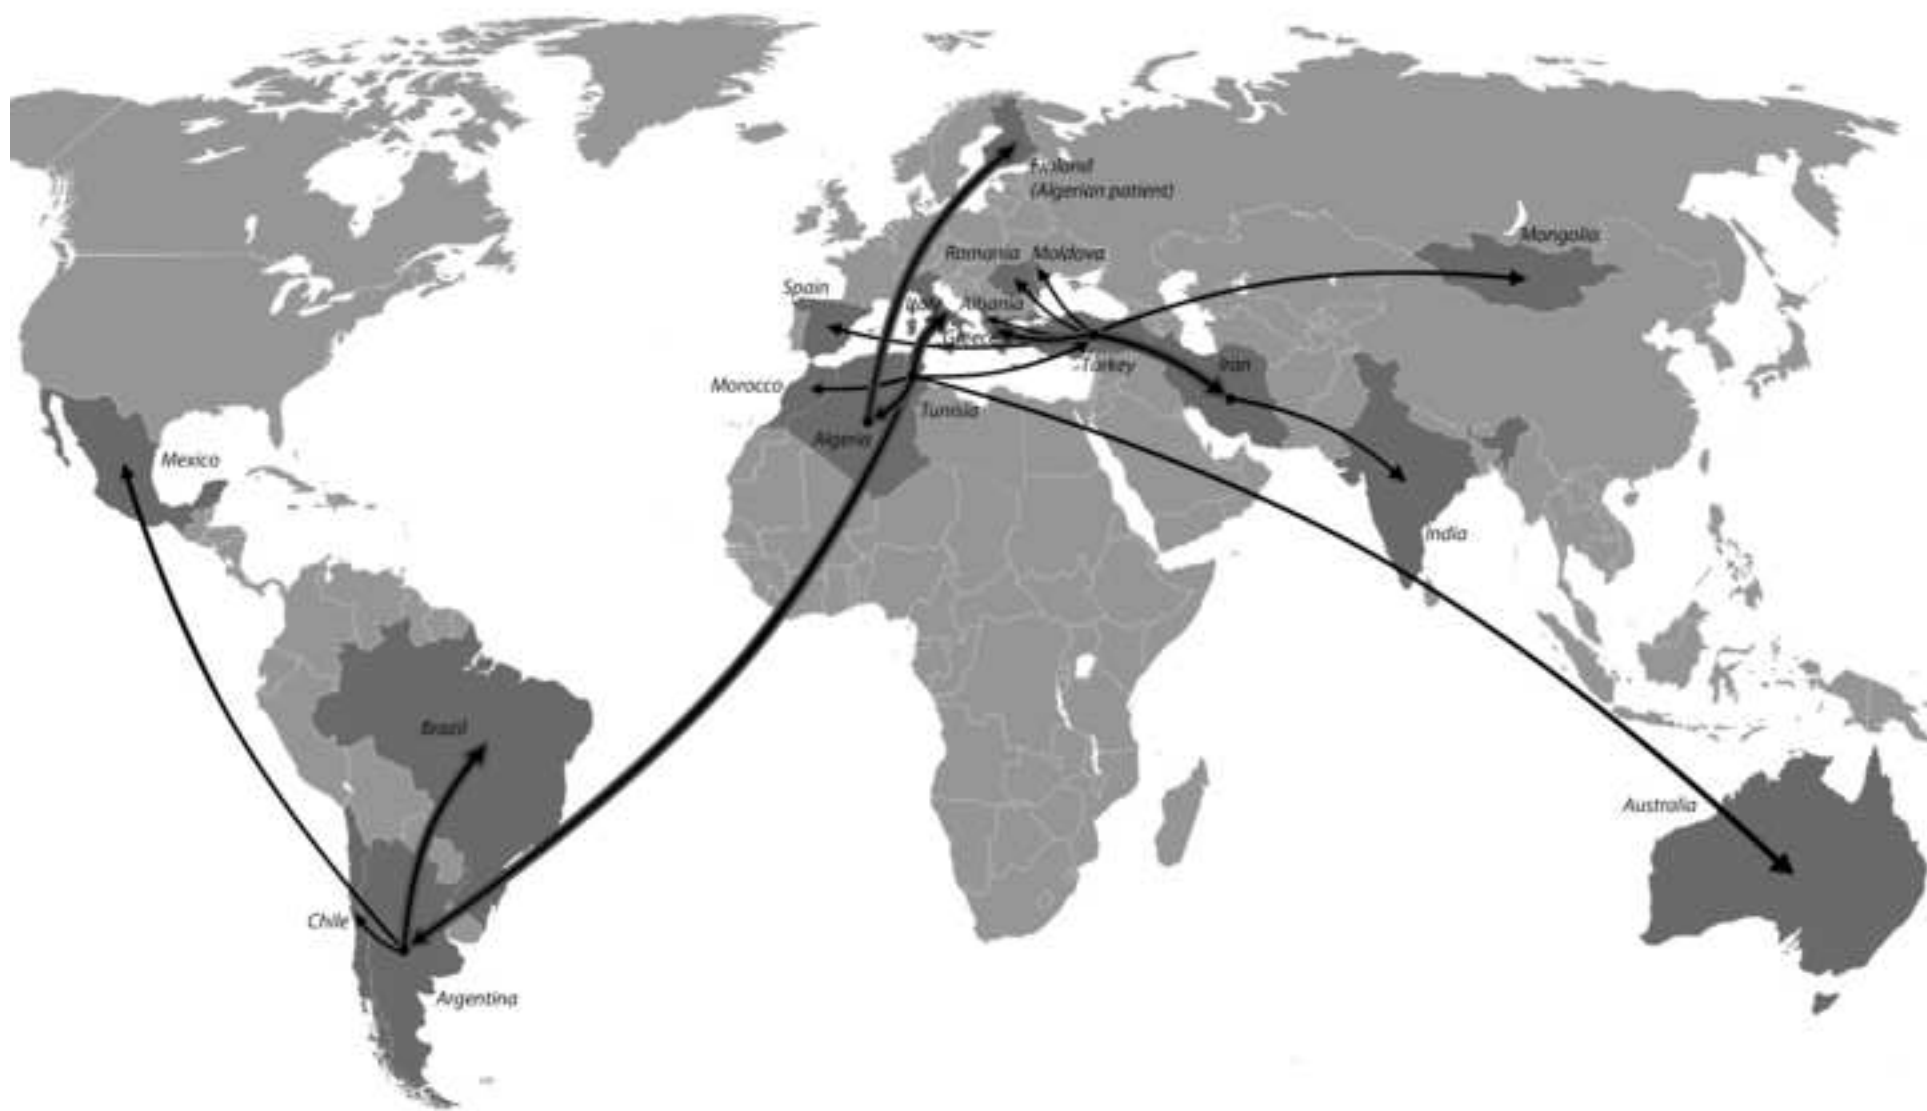 Finland
(Algerian patient)
Romania
Moldova
Mongolia
Spain
Italy
Albania
Greece
Turkey
Iran
Morocco
Tunisia
Algeria
Mexico
India
Brazil
Australia
Chile
Argentina